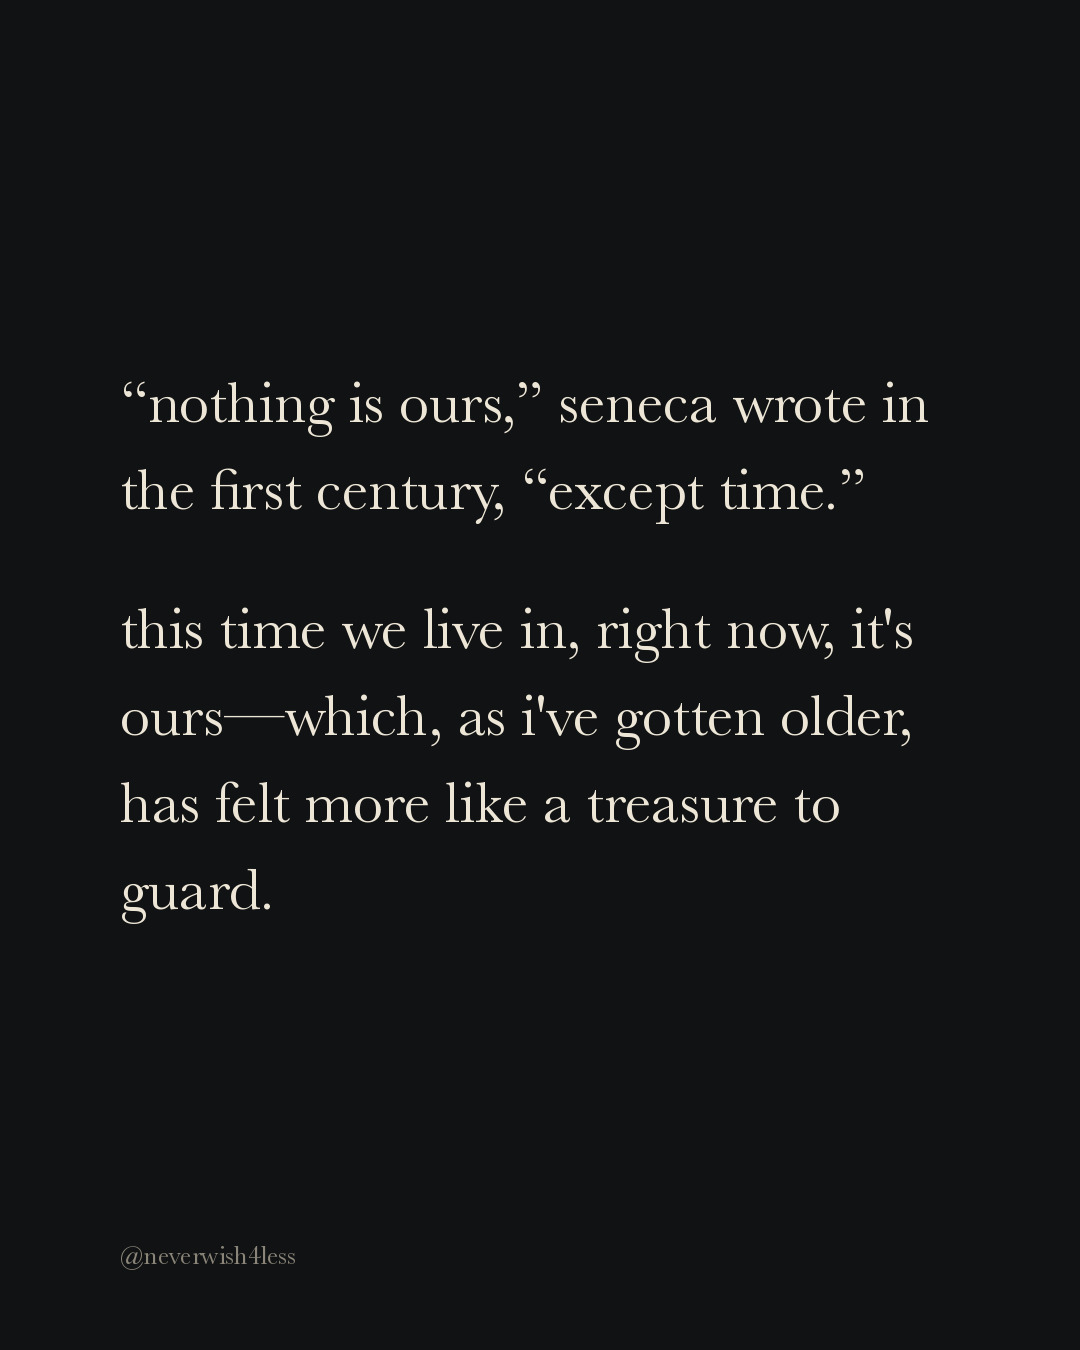 “nothing is ours,” seneca wrote in
the first century, “except time.”
this time we live in, right now, it's
ours—which, as i've gotten older,
has felt more like a treasure to
guard.
@neverwish4less